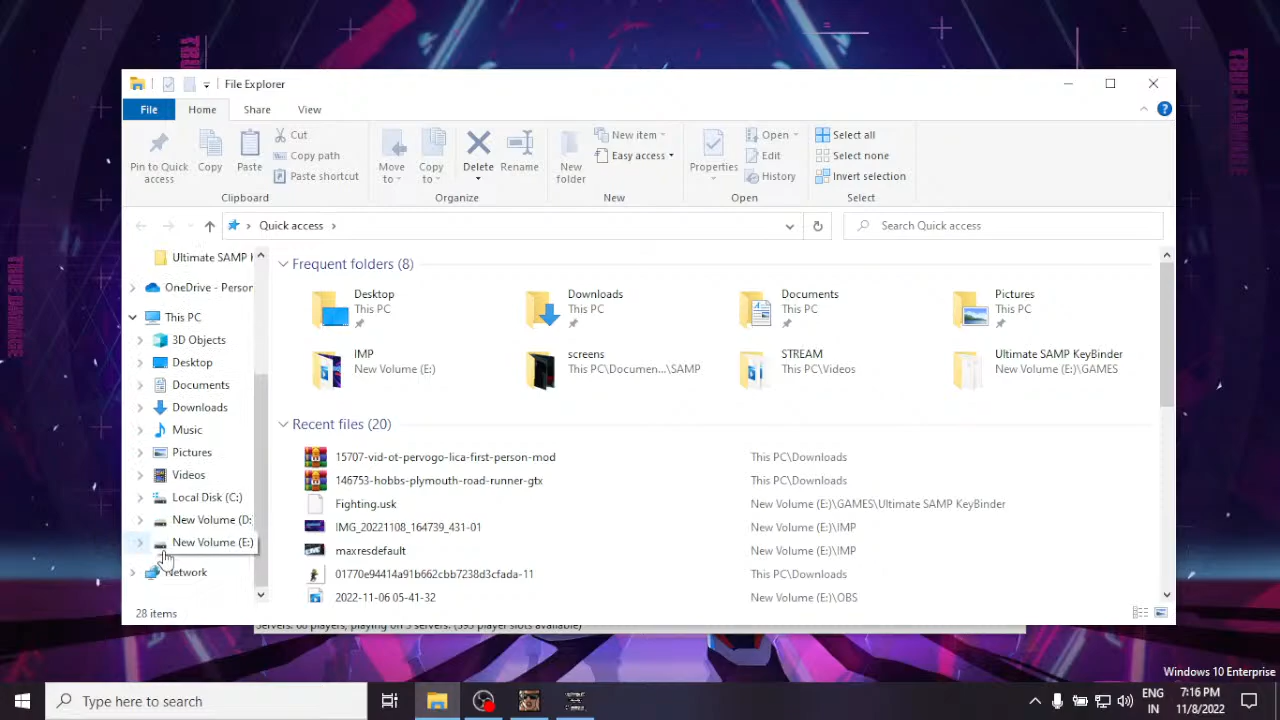 File Explorer
File
Home
Share
View
Pin to Quick access
Copy
Paste
Cut
Copy path
Paste shortcut
Clipboard
Move to
Copy to
Delete
Rename
Organize
New folder
New item
Easy access
New
Properties
Open
Edit
History
Open
Select all
Select none
Invert selection
Select
Quick access
Search Quick access
Ultimate SAMP
OneDrive - Person
This PC
3D Objects
Desktop
Documents
Downloads
Music
Pictures
Videos
Local Disk (C:)
New Volume (D:
New Volume (E:)
Network
Frequent folders (8)
Desktop
This PC
Downloads
This PC
Documents
This PC
Pictures
This PC
IMP
New Volume (E:)
screens
This PC\Documen...\SAMP
STREAM
This PC\Videos
Ultimate SAMP KeyBinder
New Volume (E:)\GAMES
Recent files (20)
15707-vid-ot-pervogo-lica-first-person-mod This PC\Downloads
146753-hobbs-plymouth-road-runner-gtx This PC\Downloads
Fighting.usk New Volume (E:)\GAMES\Ultimate SAMP KeyBinder
IMG_20221108_164739_431-01 New Volume (E:)\IMP
maxresdefault New Volume (E:)\IMP
01770e94414a91b662cbb7238d3cfada-11 This PC\Downloads
2022-11-06 05-41-32 New Volume (E:)\OBS
28 items
Windows 10 Enterprise
Type here to search
ENG
IN
7:16 PM
11/8/2022